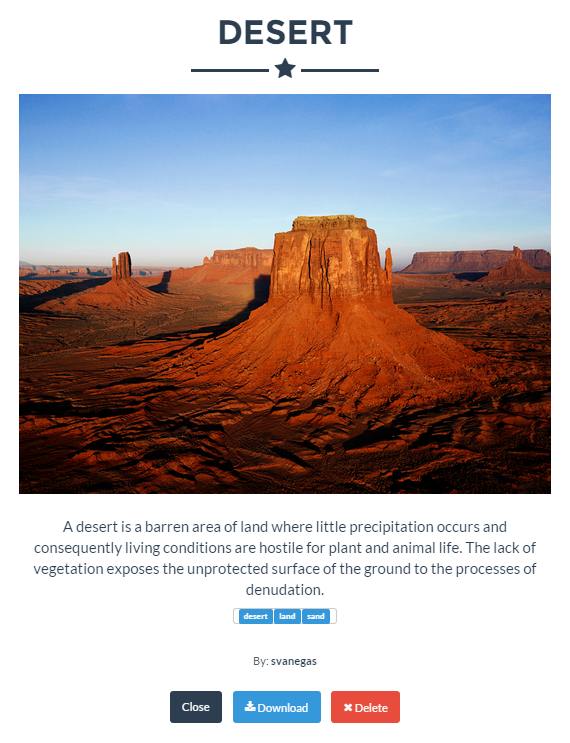 DESERT
A desert is a barren area of land where little precipitation occurs and
consequently living conditions are hostile for plant and animal life. The lack of
vegetation exposes the unprotected surface of the ground to the processes of
denudation.
desert land sand
By: svanegas
Close Download Delete